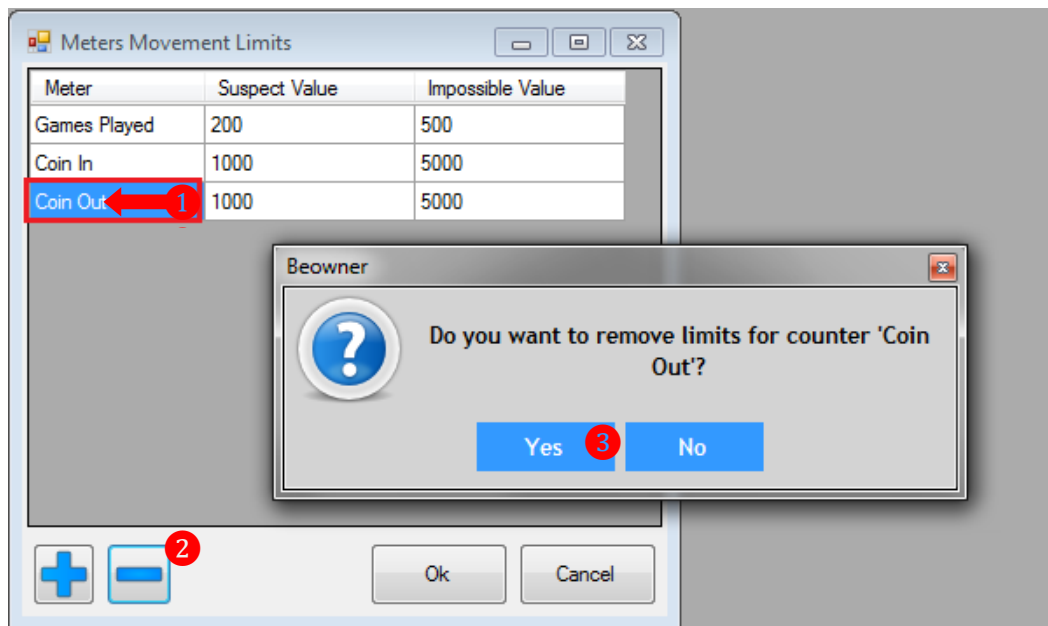 Meters Movement Limits
Meter Suspect Value Impossible Value
Games Played 200 500
Coin In 1000 5000
Coin Out 1 1000 5000
Beowner
Do you want to remove limits for counter 'Coin
Out'?
Yes 3 No
2
Ok Cancel